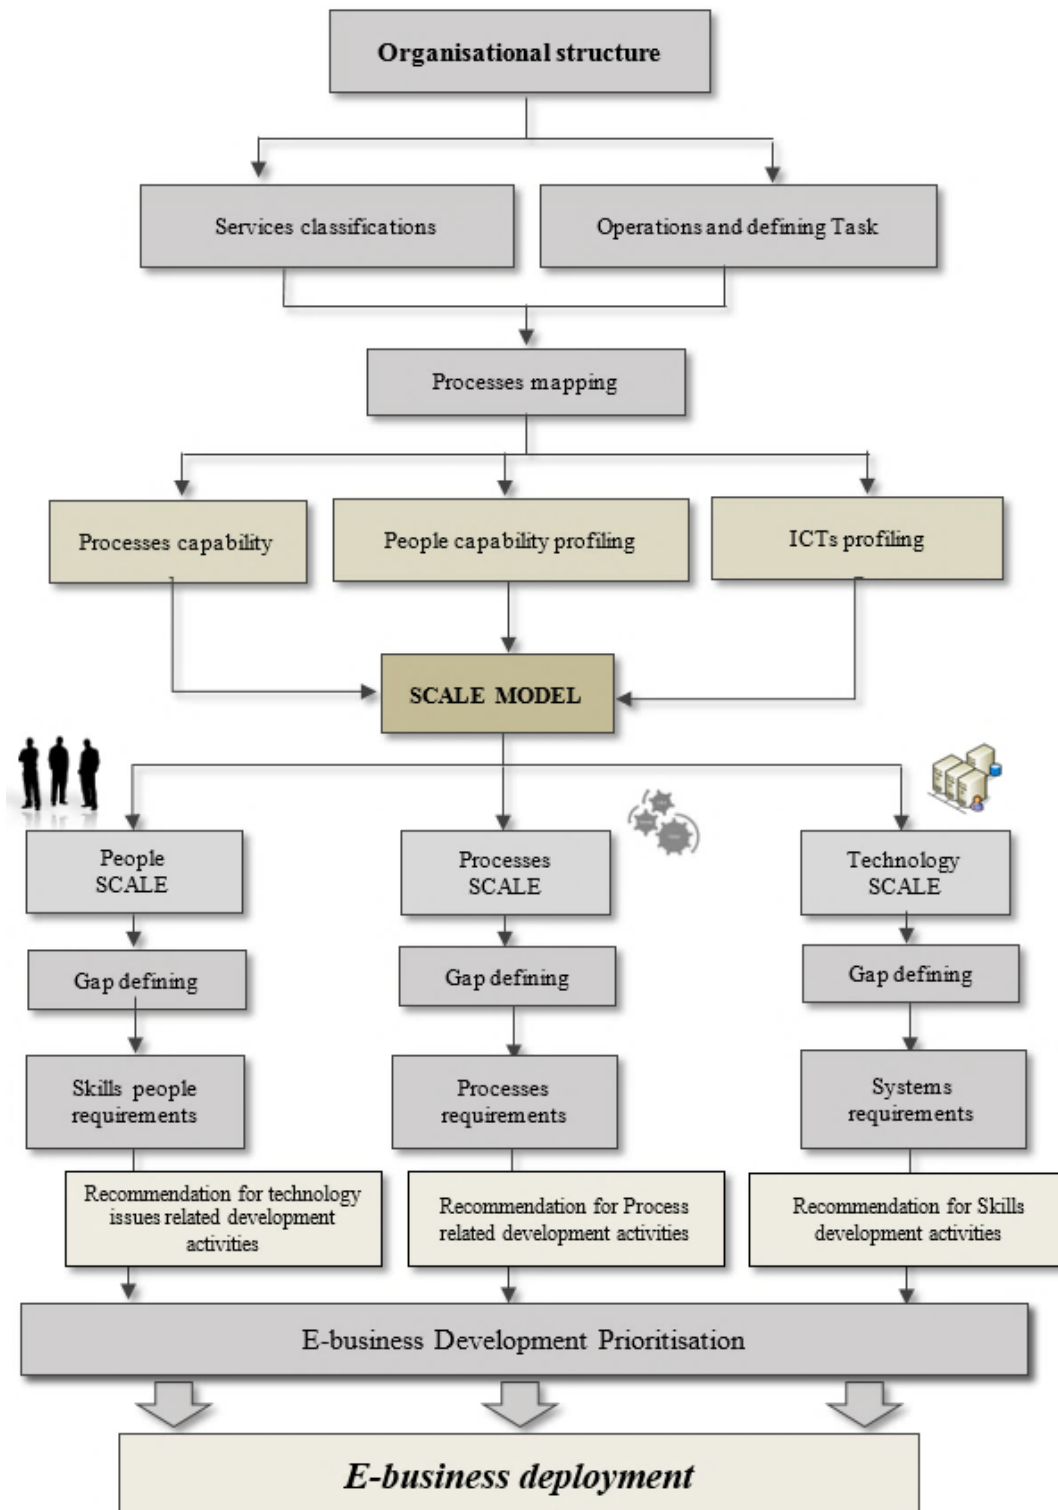 Organisational structure
Services classifications
Operations and defining Task
Processes mapping
Processes capability
People capability profiling
ICTs profiling
SCALE MODEL
People
SCALE
Processes
SCALE
Technology
SCALE
Gap defining
Gap defining
Gap defining
Skills people
requirements
Processes
requirements
Systems
requirements
Recommendation for technology
issues related development
activities
Recommendation for Process
related development activities
Recommendation for Skills
development activities
E-business Development Prioritisation
E-business deployment